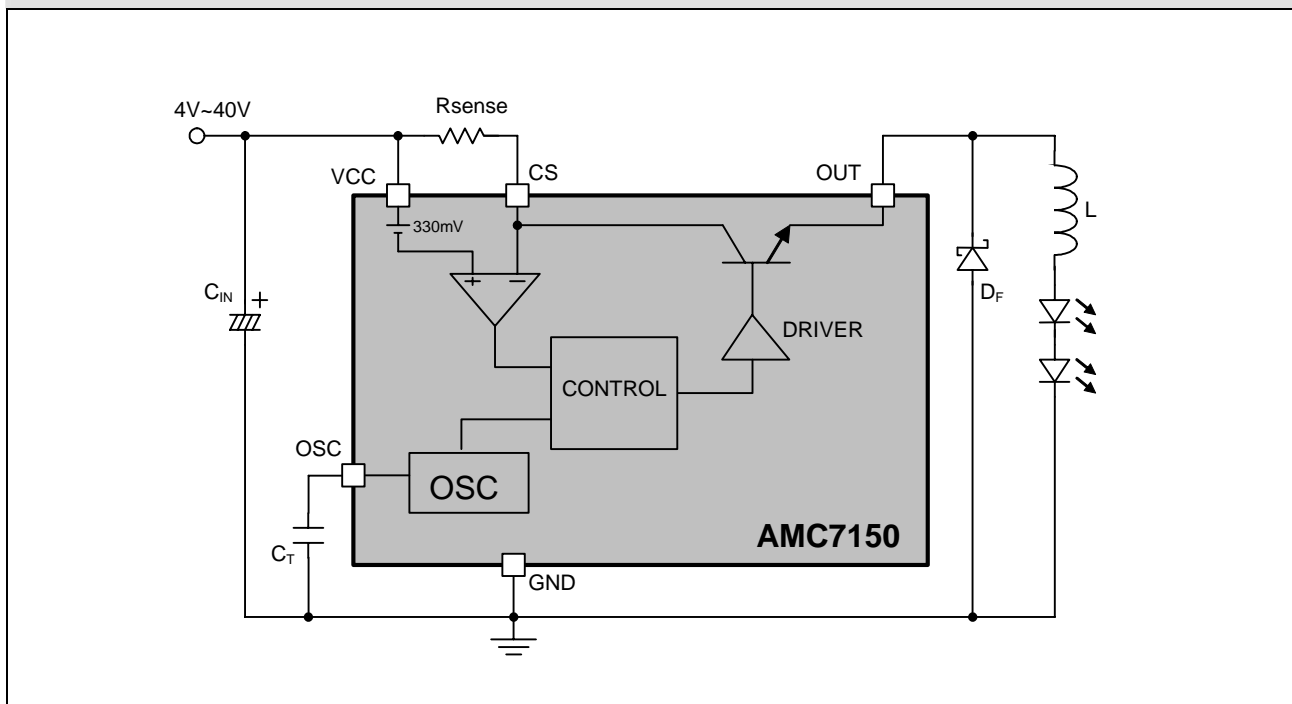 4V~40V
Rsense
VCC
CS
OUT
330mV
+
−
L
CIN
+
DF
DRIVER
CONTROL
OSC
OSC
CT
AMC7150
GND